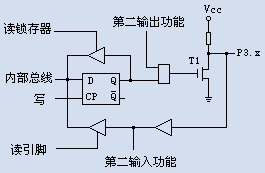 Vcc
第二输出功能
读锁存器
T1
P3.x
内部总线
D Q
写
CP Q̅
读引脚
第二输入功能